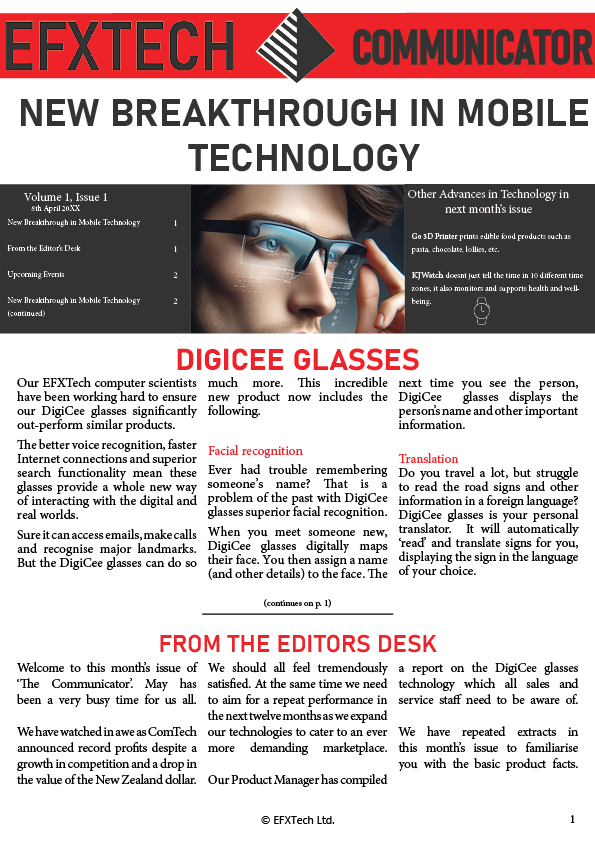 EFXTECH COMMUNICATOR
NEW BREAKTHROUGH IN MOBILE
TECHNOLOGY
Volume 1, Issue 1
8th April 20XX
New Breakthrough in Mobile Technology 1
From the Editor's Desk 1
Upcoming Events 2
New Breakthrough in Mobile Technology 2
(continued)
Other Advances in Technology in
next month's issue
Go 3D Printer prints edible food products such as
pasta, chocolate, lollies, etc.
KJWatch doesnt just tell the time in 10 different time
zones, it also monitors and supports health and well-
being.
DIGICEE GLASSES
Our EFXTech computer scientists
have been working hard to ensure
our DigiCee glasses significantly
out-perform similar products.
The better voice recognition, faster
Internet connections and superior
search functionality mean these
glasses provide a whole new way
of interacting with the digital and
real worlds.
Sure it can access emails, make calls
and recognise major landmarks.
But the DigiCee glasses can do so
much more. This incredible
new product now includes the
following.
Facial recognition
Ever had trouble remembering
someone's name? That is a
problem of the past with DigiCee
glasses superior facial recognition.
When you meet someone new,
DigiCee glasses digitally maps
their face. You then assign a name
(and other details) to the face. The
next time you see the person,
DigiCee glasses displays the
person's name and other important
information.
Translation
Do you travel a lot, but struggle
to read the road signs and other
information in a foreign language?
DigiCee glasses is your personal
translator. It will automatically
'read' and translate signs for you,
displaying the sign in the language
of your choice.
(continues on p. 1)
FROM THE EDITORS DESK
Welcome to this month's issue of
'The Communicator'. May has
been a very busy time for us all.
We have watched in awe as ComTech
announced record profits despite a
growth in competition and a drop in
the value of the New Zealand dollar.
We should all feel tremendously
satisfied. At the same time we need
to aim for a repeat performance in
the next twelve months as we expand
our technologies to cater to an ever
more demanding marketplace.
Our Product Manager has compiled
a report on the DigiCee glasses
technology which all sales and
service staff need to be aware of.
We have repeated extracts in
this month's issue to familiarise
you with the basic product facts.
© EFXTech Ltd.
1